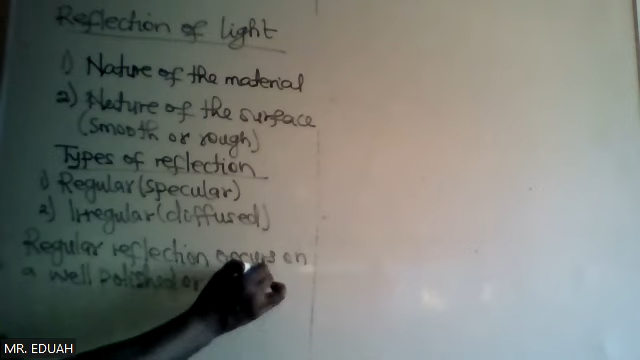 Reflection of light
1) Nature of the material
2) Nature of the surface
(smooth or rough)
Types of reflection
1) Regular (specular)
2) Irregular (diffused)
Regular reflection occurs on
a well polished or
MR. EDUAH